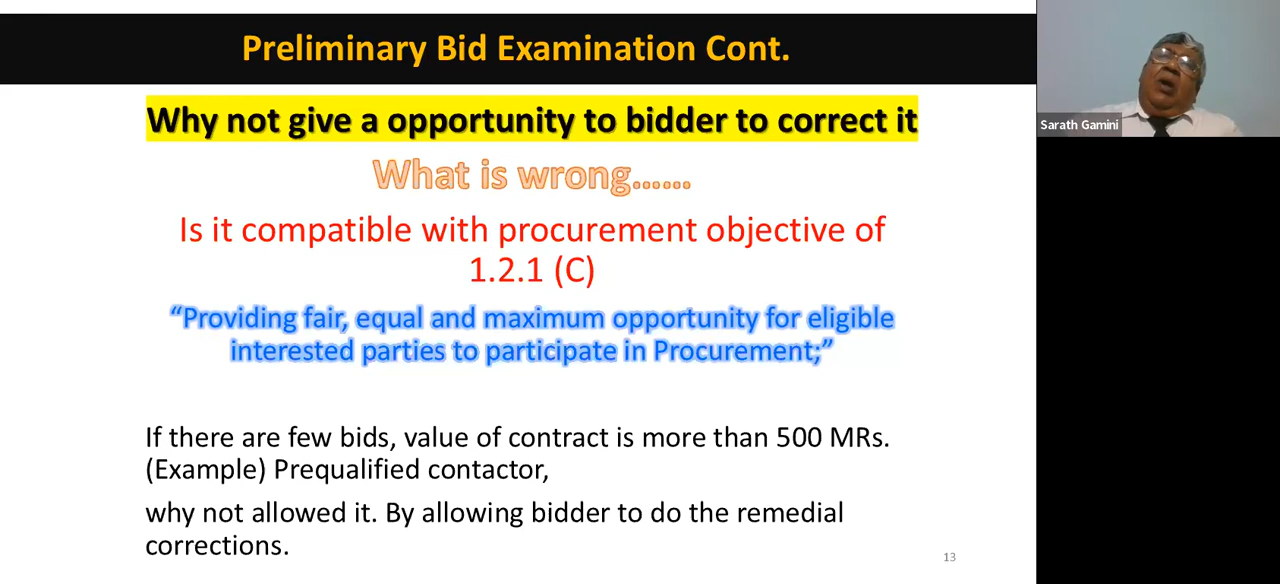 Preliminary Bid Examination Cont.
Why not give a opportunity to bidder to correct it
What is wrong......
Is it compatible with procurement objective of
1.2.1 (C)
“Providing fair, equal and maximum opportunity for eligible
interested parties to participate in Procurement;”
If there are few bids, value of contract is more than 500 MRs.
(Example) Prequalified contactor,
why not allowed it. By allowing bidder to do the remedial
corrections.
13
Sarath Gamini